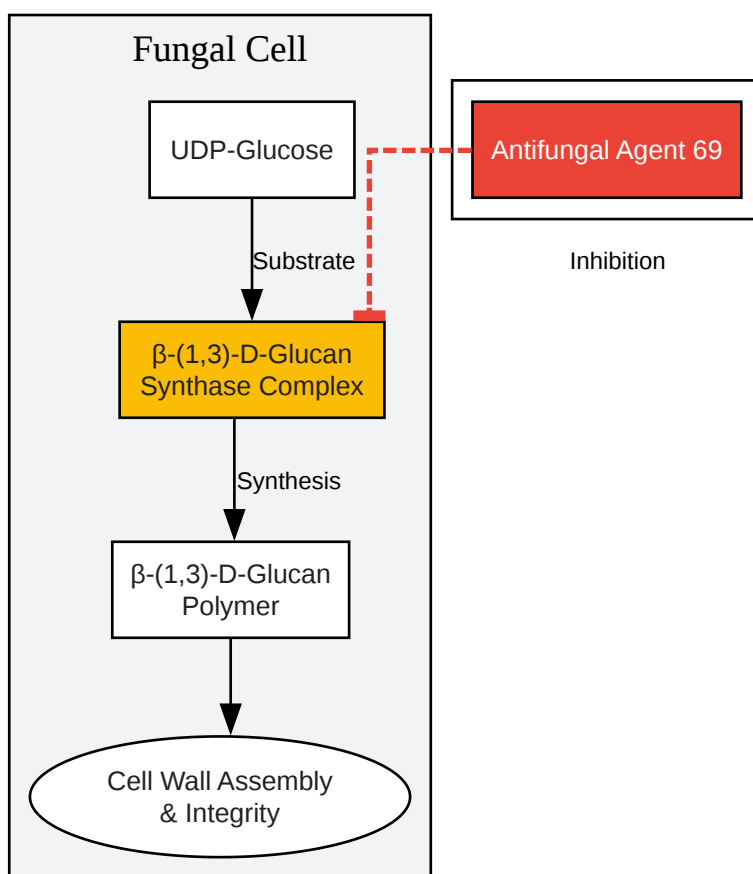 Fungal Cell
UDP-Glucose
Antifungal Agent 69
Substrate
Inhibition
β-(1,3)-D-Glucan
Synthase Complex
Synthesis
β-(1,3)-D-Glucan
Polymer
Cell Wall Assembly
& Integrity